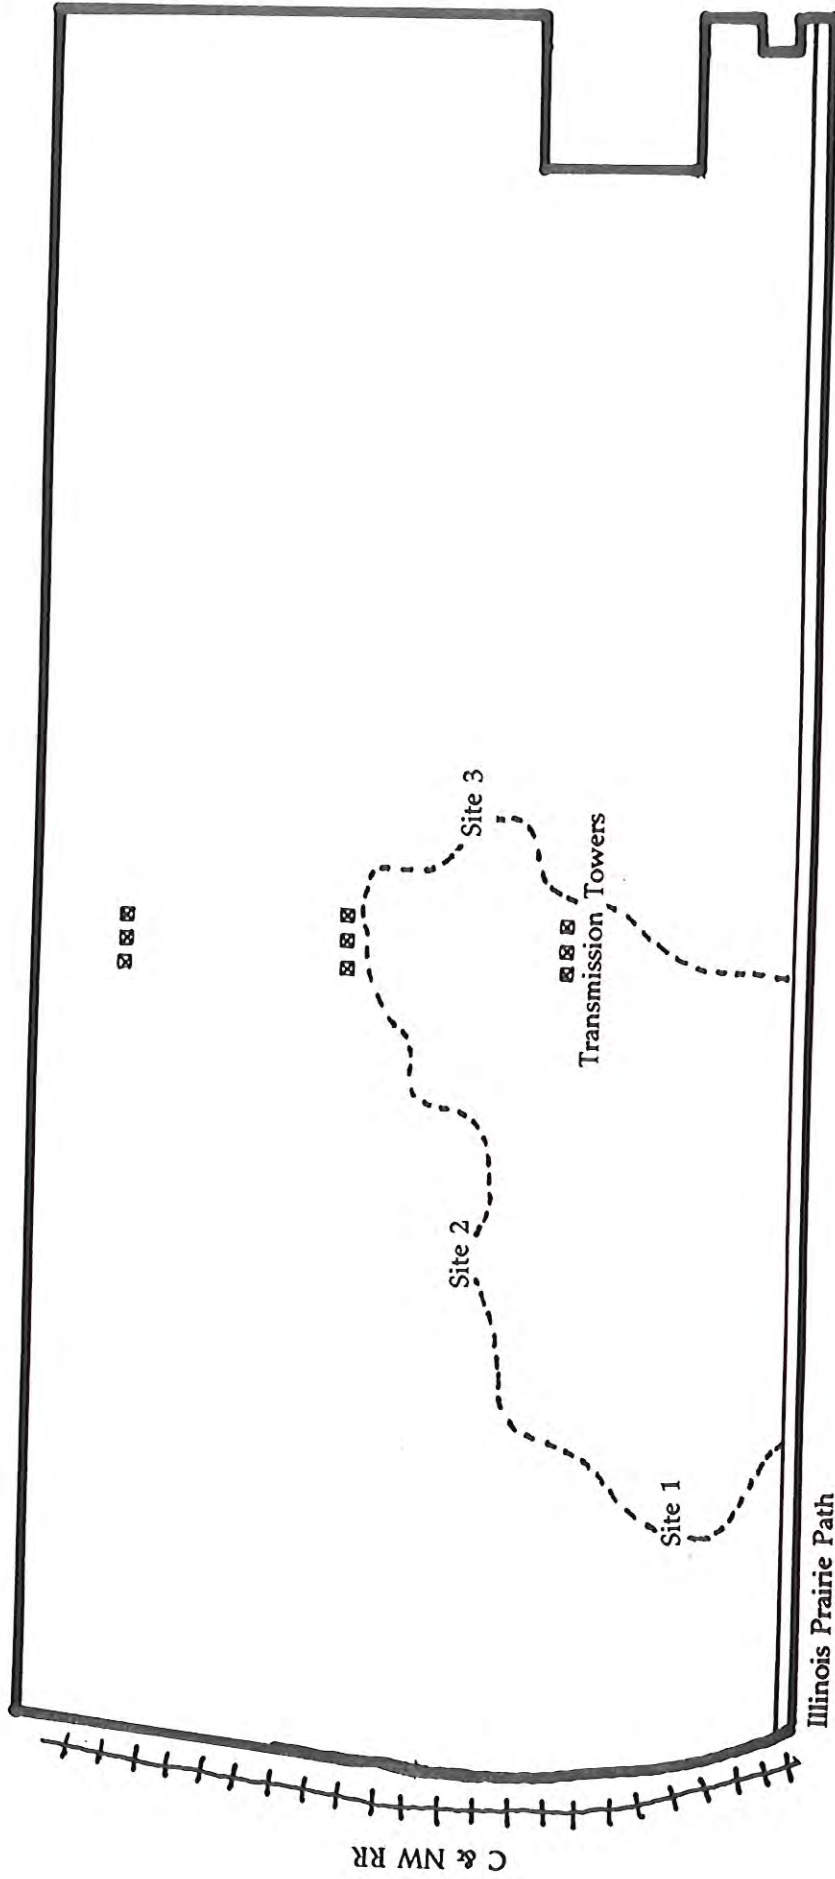 Site 3
Transmission Towers
Site 2
Site 1
Illinois Prairie Path
C & NW RR